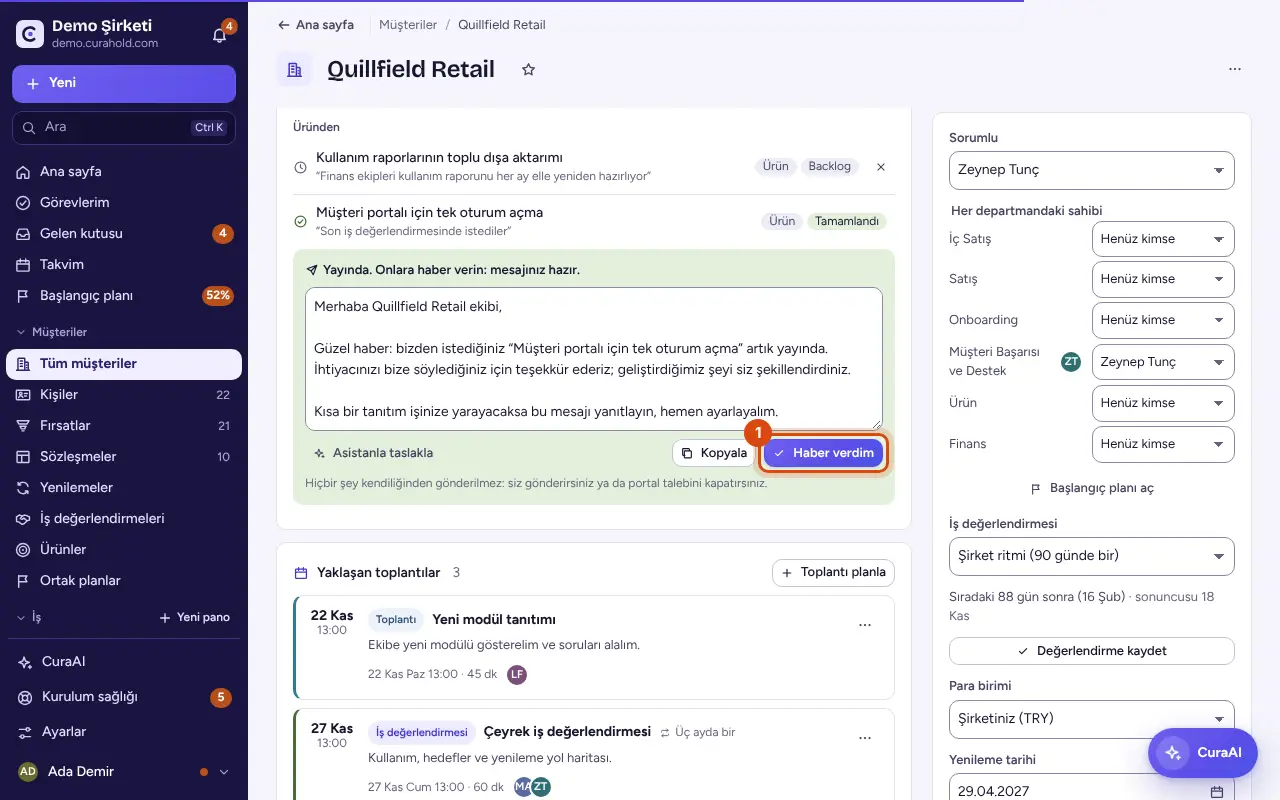 Demo Şirketi
demo.curahold.com
4
Yeni
Ara
Ctrl K
Ana sayfa
Görevlerim
Gelen kutusu
4
Takvim
Başlangıç planı
52%
Müşteriler
Tüm müşteriler
Kişiler
22
Fırsatlar
21
Sözleşmeler
10
Yenilemeler
İş değerlendirmeleri
Ürünler
Ortak planlar
İş
Yeni pano
CuraAI
Kurulum sağlığı
5
Ayarlar
AD
Ada Demir
Ana sayfa
Müşteriler / Quillfield Retail
Quillfield Retail
Üründen
Kullanım raporlarının toplu dışa aktarımı
“Finans ekipleri kullanım raporunu her ay elle yeniden hazırlıyor”
Ürün
Backlog
Müşteri portalı için tek oturum açma
“Son iş değerlendirmesinde istediler”
Ürün
Tamamlandı
Yayında. Onlara haber verin: mesajınız hazır.
Merhaba Quillfield Retail ekibi,
Güzel haber: bizden istediğiniz “Müşteri portalı için tek oturum açma” artık yayında.
İhtiyacınızı bize söylediğiniz için teşekkür ederiz; geliştirdiğimiz şeyi siz şekillendirdiniz.
Kısa bir tanıtım işinize yarayacaksa bu mesajı yanıtlayın, hemen ayarlayalım.
Asistanla taslakla
Kopyala
1
Haber verdim
Hiçbir şey kendiliğinden gönderilmez: siz gönderirsiniz ya da portal talebini kapatırsınız.
Yaklaşan toplantılar 3
Toplantı planla
22 Kas
13:00
Toplantı
Yeni modül tanıtımı
Ekibe yeni modülü gösterelim ve soruları alalım.
22 Kas Paz 13:00 · 45 dk
LF
27 Kas
13:00
İş değerlendirmesi
Çeyrek iş değerlendirmesi
Üç ayda bir
Kullanım, hedefler ve yenileme yol haritası.
27 Kas Cum 13:00 · 60 dk
MA
ZT
Sorumlu
Zeynep Tunç
Her departmandaki sahibi
İç Satış
Henüz kimse
Satış
Henüz kimse
Onboarding
Henüz kimse
Müşteri Başarısı
ve Destek
ZT
Zeynep Tunç
Ürün
Henüz kimse
Finans
Henüz kimse
Başlangıç planı aç
İş değerlendirmesi
Şirket ritmi (90 günde bir)
Sıradaki 88 gün sonra (16 Şub) · sonuncusu 18
Kas
Değerlendirme kaydet
Para birimi
Şirketiniz (TRY)
Yenileme tarihi
29.04.2027
CuraAI